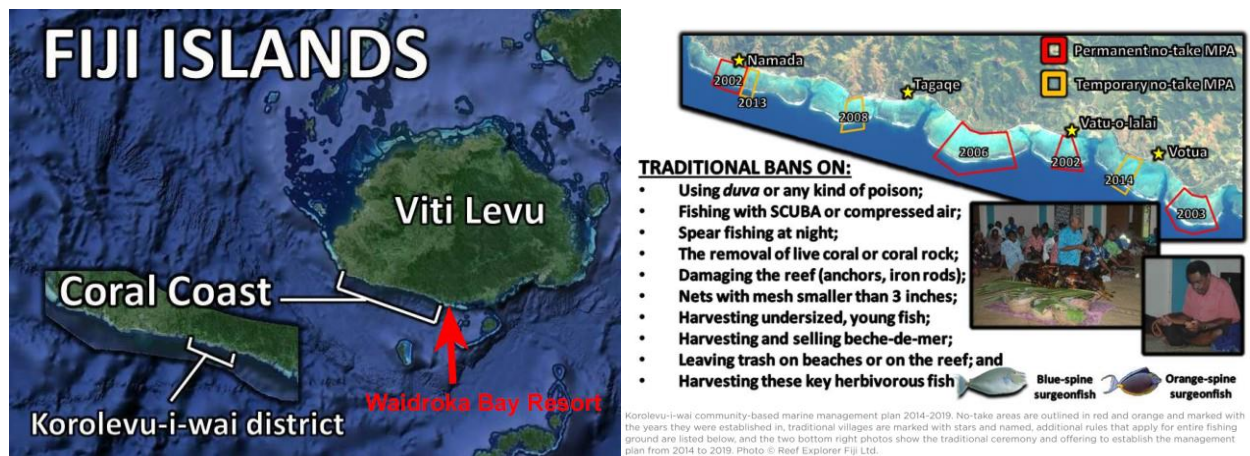 FIJI ISLANDS
Viti Levu
Coral Coast
Waidroka Bay Resort
Korolevu-i-wai district
Permanent no-take MPA
Temporary no-take MPA
Namada
2002
2013
Tagaqe
2008
2006
Vatu-o-lalai
2002
Votua
2014
2003
TRADITIONAL BANS ON:
• Using duva or any kind of poison;
• Fishing with SCUBA or compressed air;
• Spear fishing at night;
• The removal of live coral or coral rock;
• Damaging the reef (anchors, iron rods);
• Nets with mesh smaller than 3 inches;
• Harvesting undersized, young fish;
• Harvesting and selling beche-de-mer;
• Leaving trash on beaches or on the reef; and
• Harvesting these key herbivorous fish
Blue-spine
surgeonfish
Orange-spine
surgeonfish
Korolevu-i-wai community-based marine management plan 2014-2019. No-take areas are outlined in red and orange and marked with
the years they were established in, traditional villages are marked with stars and named, additional rules that apply for entire fishing
ground are listed below, and the two bottom right photos show the traditional ceremony and offering to establish the management
plan from 2014 to 2019. Photo © Reef Explorer Fiji Ltd.